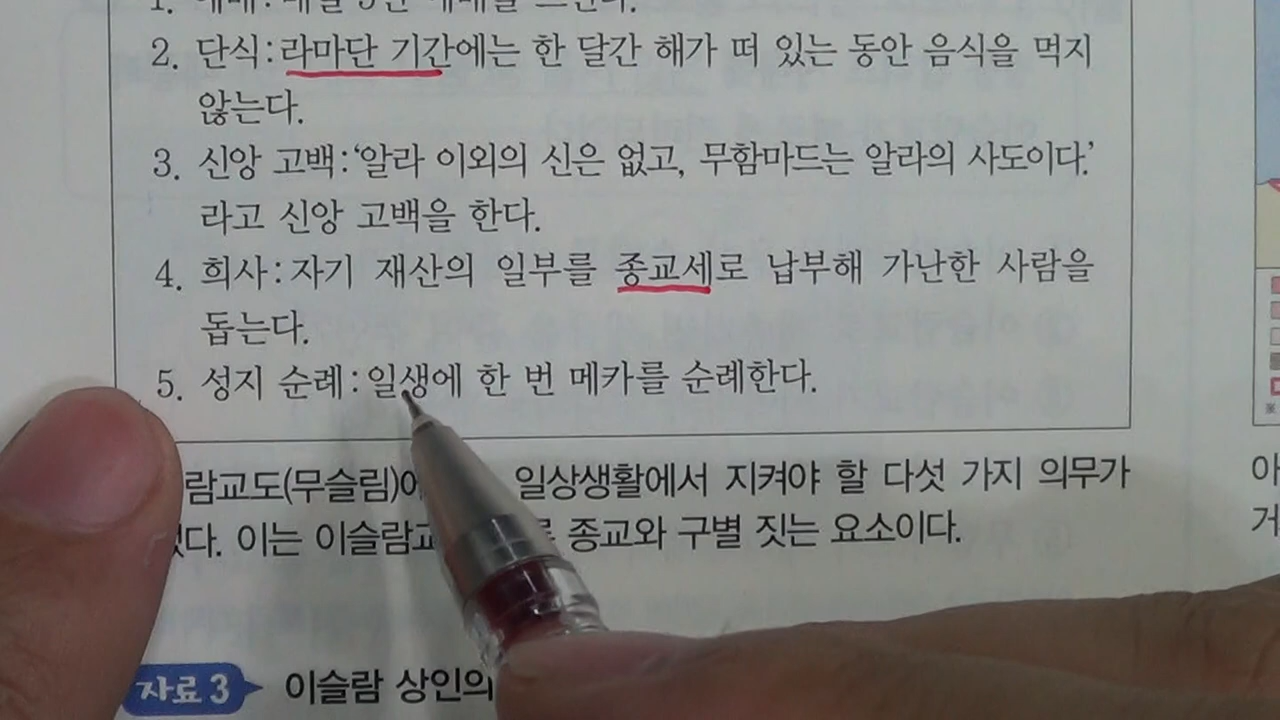 2. 단식:라마단 기간에는 한 달간 해가 떠 있는 동안 음식을 먹지
않는다.
3. 신앙 고백:‘알라 이외의 신은 없고, 무함마드는 알라의 사도이다.’
라고 신앙 고백을 한다.
4. 희사:자기 재산의 일부를 종교세로 납부해 가난한 사람을
돕는다.
5. 성지 순례:일생에 한 번 메카를 순례한다.
람교도(무슬림) 일상생활에서 지켜야 할 다섯 가지 의무가
다. 이는 이슬람교 종교와 구별 짓는 요소이다.
자료 3 이슬람 상인의
아
거